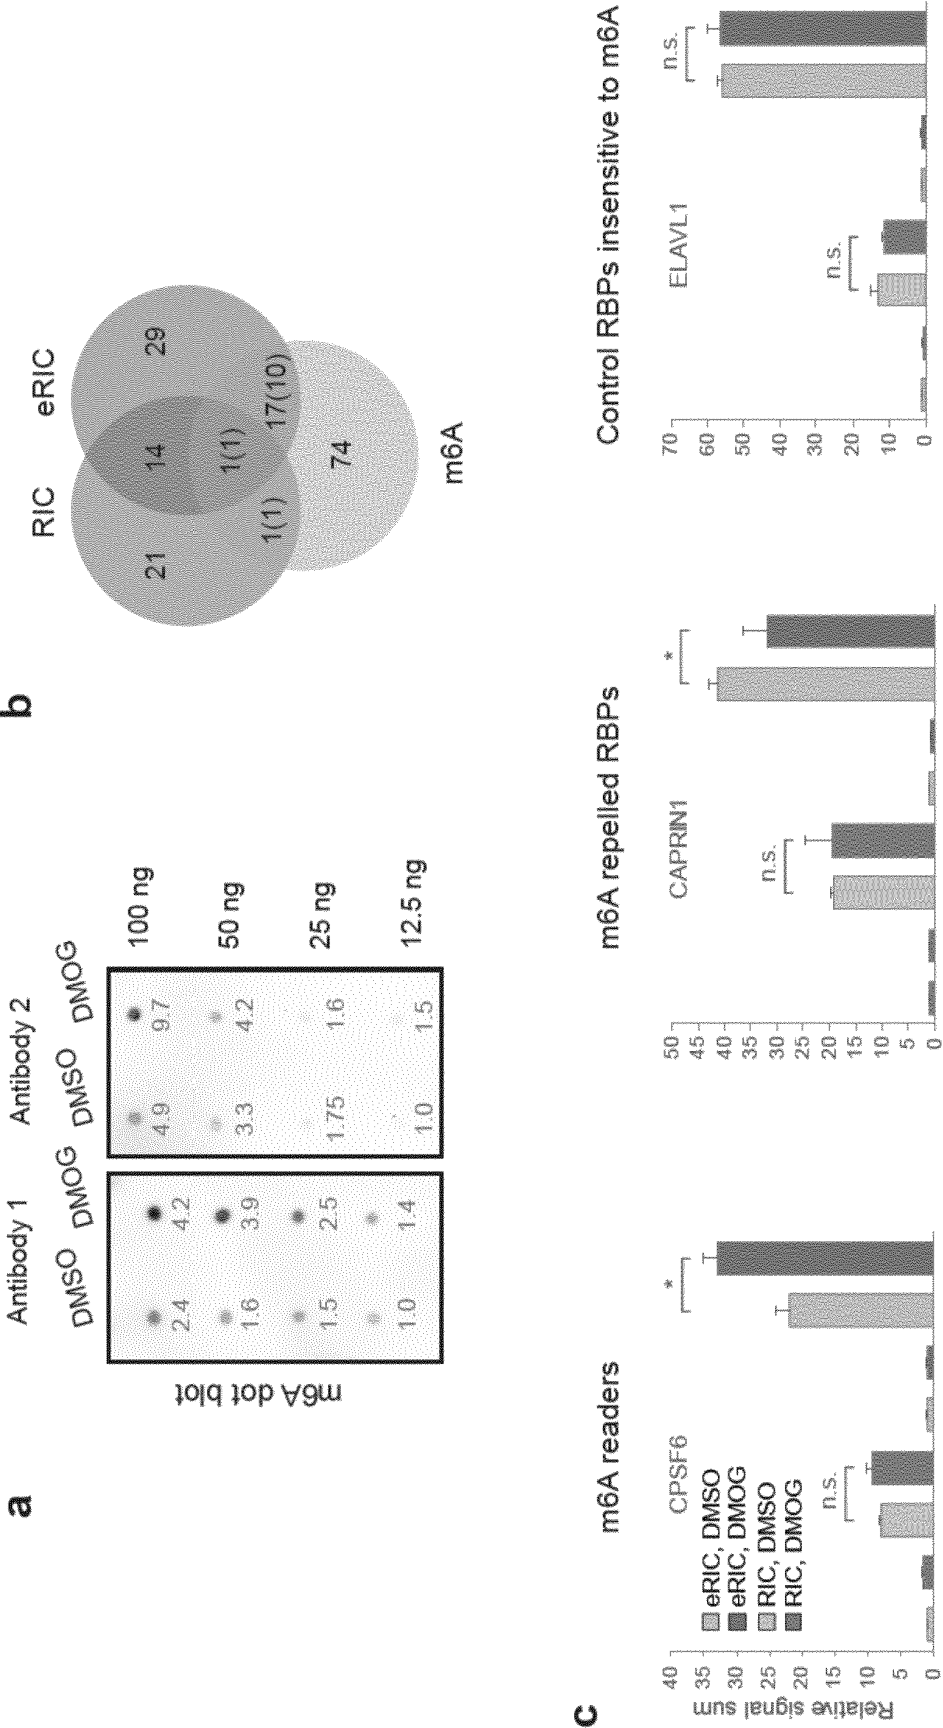 a
Antibody 1
Antibody 2
DMSO DMOG DMSO DMOG
m6A dot blot
2.4 4.2 4.9 9.7 100 ng
1.6 3.9 3.3 4.2 50 ng
1.5 2.5 1.75 1.6 25 ng
1.0 1.4 1.0 1.5 12.5 ng
b
RIC
eRIC
21
14
29
1(1)
1(1)
17(10)
74
m6A
c
m6A readers
CPSF6
Relative signal sum
40
35
30
25
20
15
10
5
0
eRIC, DMSO
eRIC, DMOG
RIC, DMSO
RIC, DMOG
n.s.
*
m6A repelled RBPs
CAPRIN1
50
45
40
35
30
25
20
15
10
5
0
n.s.
*
Control RBPs insensitive to m6A
ELAVL1
70
60
50
40
30
20
10
0
n.s.
n.s.